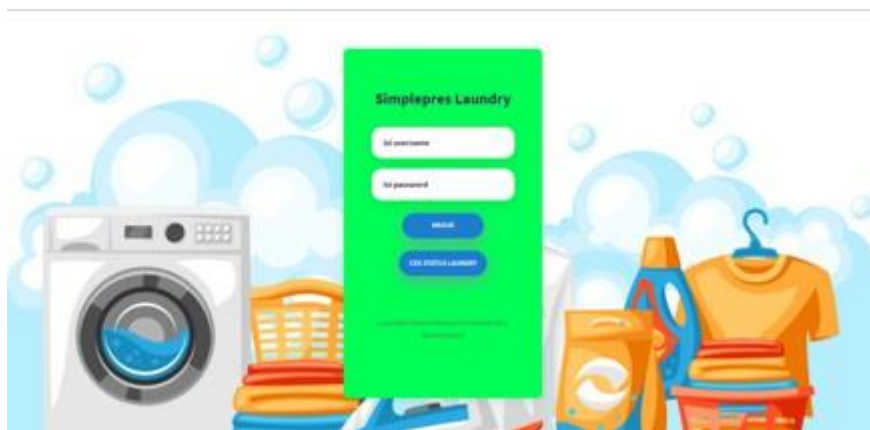 Simplepres Laundry
Isi username
Isi password
MASUK
CEK STATUS LAUNDRY